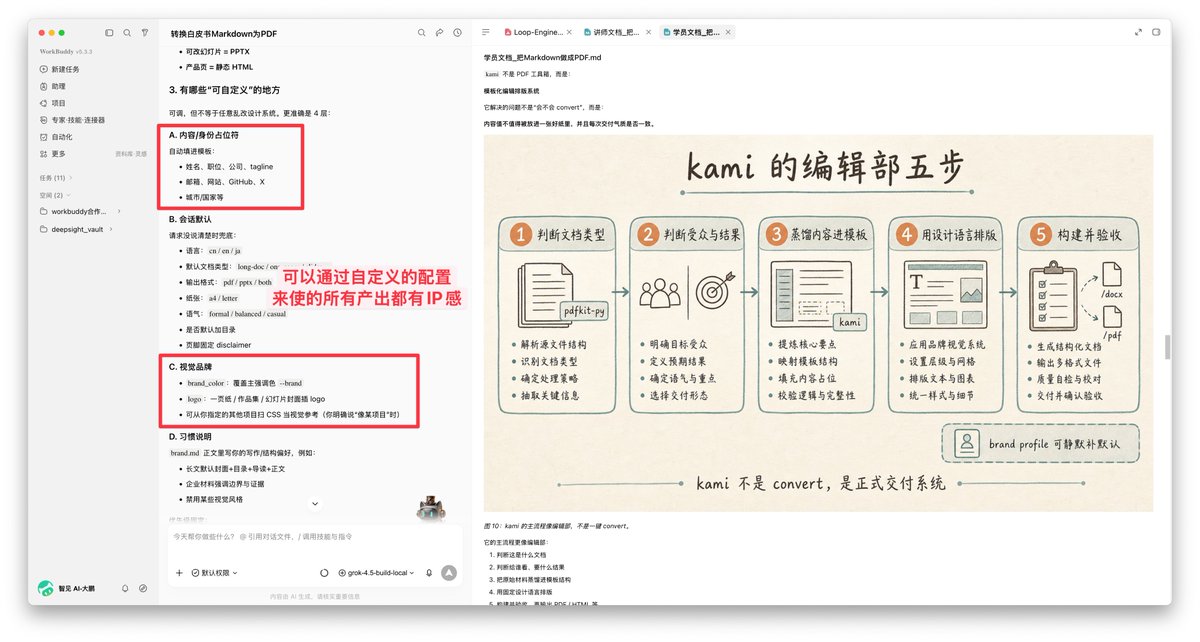 WorkBuddy v5.3.3
新建任务
助理
项目
专家·技能·连接器
自动化
更多
资料库·灵感
任务 (11)
空间 (2)
workbuddy合作...
deepsight_vault
智见 AI-大鹏
转换白皮书Markdown为PDF
• 可改幻灯片 = PPTX
• 产品页 = 静态 HTML
3. 有哪些“可自定义”的地方
可调，但不等于任意乱改设计系统。更准确是 4 层：
A. 内容/身份占位符
自动填进模板：
• 姓名、职位、公司、tagline
• 邮箱、网站、GitHub、X
• 城市/国家等
B. 会话默认
请求没说清楚时兜底：
• 语言： cn / en / ja
• 默认文档类型： long-doc /
• 输出格式： pdf / pptx / both
• 纸张： a4 / letter
• 语气： formal / balanced / casual
• 是否默认加目录
• 页脚固定 disclaimer
可以通过自定义的配置
来使的所有产出都有IP感
C. 视觉品牌
• brand_color ：覆盖主强调色 --brand
• logo ：一页纸 / 作品集 / 幻灯片封面插 logo
• 可从你指定的其他项目扫 CSS 当视觉参考（你明确说“像某项目”时）
D. 习惯说明
brand.md 正文里写你的写作/结构偏好，例如：
• 长文默认封面+目录+导读+正文
• 企业材料强调边界与证据
• 禁用某些视觉风格
今天帮你做些什么？ @ 引用对话文件，/ 调用技能与指令
默认权限
grok-4.5-build-local
内容由 AI 生成，请核实重要信息
Loop-Engine...
讲师文档_把...
学员文档_把...
学员文档_把Markdown做成PDF.md
kami 不是 PDF 工具箱，而是：
模板化编辑排版系统
它解决的问题不是“会不会 convert”，而是：
内容值不值得被放进一张好纸里，并且每次交付气质是否一致。
kami 的编辑部五步
1 判断文档类型
pdfkit-py
• 解析源文件结构
• 识别文档类型
• 确定处理策略
• 抽取关键信息
2 判断受众与结果
• 明确目标受众
• 定义预期结果
• 确定语气与重点
• 选择交付形态
3 蒸馏内容进模板
kami
• 提炼核心要点
• 映射模板结构
• 填充内容占位
• 校验逻辑与完整性
4 用设计语言排版
T
• 应用品牌视觉系统
• 设置层级与网格
• 排版文本与图表
• 统一样式与细节
5 构建并验收
/docx
/pdf
• 生成结构化文档
• 输出多格式文件
• 质量自检与校对
• 交付并确认验收
brand profile 可静默补默认
kami 不是 convert，是正式交付系统
图 10：kami 的主流程像编辑部，不是一键 convert。
它的主流程更像编辑部：
1. 判断这是什么文档
2. 判断给谁看、要什么结果
3. 把原始材料蒸馏进模板结构
4. 用固定设计语言排版